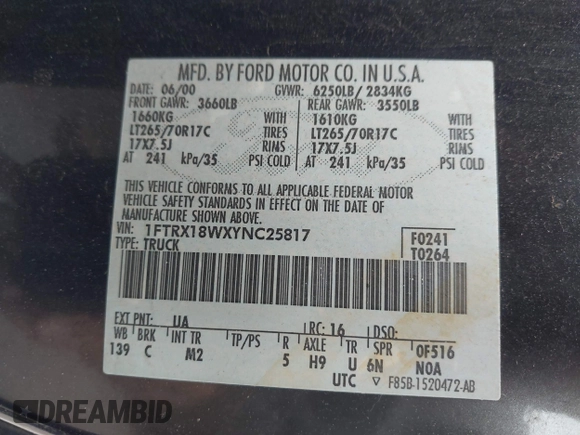 MFD. BY FORD MOTOR CO. IN U.S.A.
06/00 GVWR: 6250LB/ 2834KG
FRONT GAWR: 3660LB REAR GAWR: 3550LB
1660KG WITH 1610KG WITH
LT265/70R17C TIRES LT265/70R17C TIRES
17X7.5J RIMS 17X7.5J RIMS
AT 241 kPa/35 PSI COLD AT 241 kPa/35 PSI COLD
THIS VEHICLE CONFORMS TO ALL APPLICABLE FEDERAL MOTOR
VEHICLE SAFETY STANDARDS IN EFFECT ON THE DATE OF
MANUFACTURE SHOWN ABOVE.
VIN: 1FTRX18WXYNC25817 F0241
TYPE: TRUCK T0264
EXT PNT: UA RC: 16 DSO:
WB BRK INT TR TP/PS R AXLE TR SPR OF516
139 C M2 5 H9 U 6N NOA
UTC F85B-1520472-AB
DREAMBID